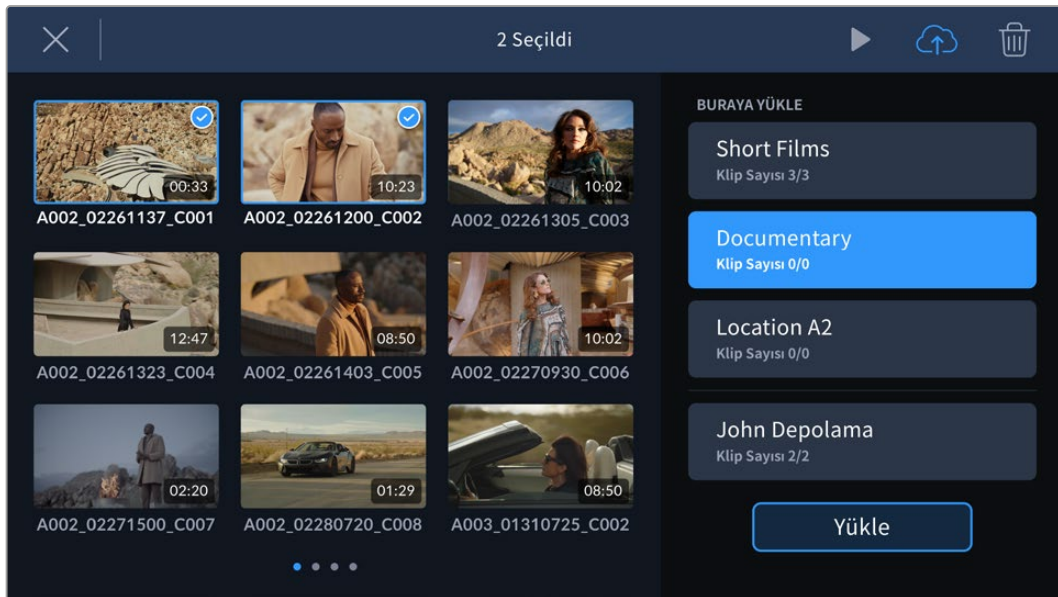 2 Seçildi
00:33
10:23
10:02
A002_02261137_C001
A002_02261200_C002
A002_02261305_C003
12:47
08:50
10:02
A002_02261323_C004
A002_02261403_C005
A002_02270930_C006
02:20
01:29
08:50
A002_02271500_C007
A002_02280720_C008
A003_01310725_C002
BURAYA YÜKLE
Short Films
Klip Sayısı 3/3
Documentary
Klip Sayısı 0/0
Location A2
Klip Sayısı 0/0
John Depolama
Klip Sayısı 2/2
Yükle